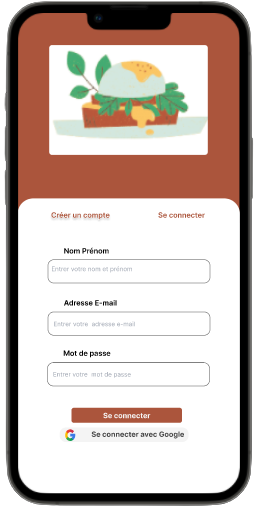 Créer un compte
Se connecter
Nom Prénom
Entrer votre nom et prénom
Adresse E-mail
Entrer votre adresse e-mail
Mot de passe
Entrer votre mot de passe
Se connecter
Se connecter avec Google